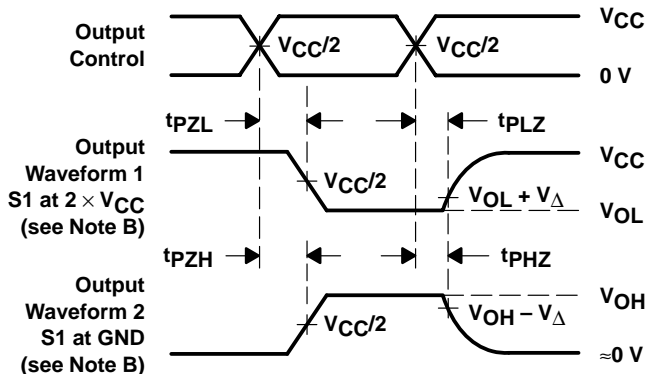 Output
Control
VCC/2
VCC/2
VCC
0 V
tPZL
tPLZ
Output
Waveform 1
S1 at 2 × VCC
(see Note B)
VCC/2
VCC
VOL + VΔ
VOL
tPZH
tPHZ
Output
Waveform 2
S1 at GND
(see Note B)
VCC/2
VOH
VOH – VΔ
≈0 V